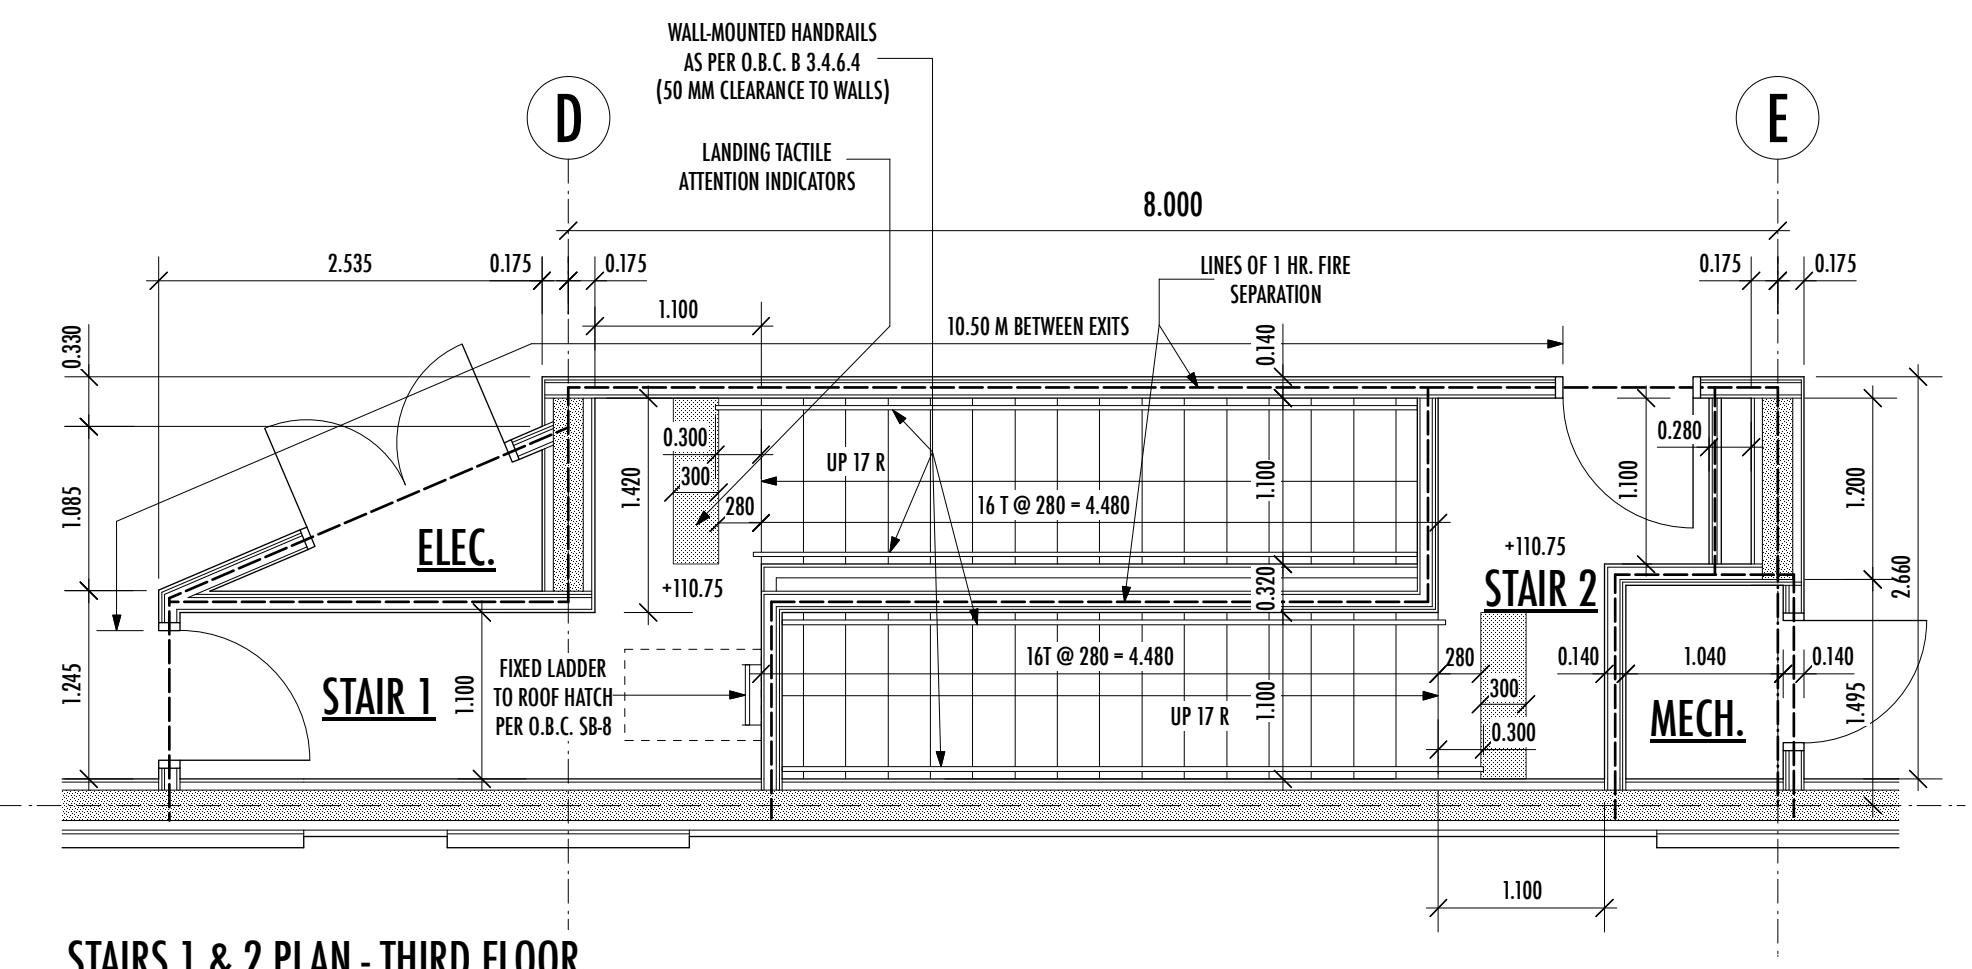 WALL-MOUNTED HANDRAILS
AS PER O.B.C. B 3.4.6.4
(50 MM CLEARANCE TO WALLS)
D
E
LANDING TACTILE
ATTENTION INDICATORS
8.000
2.535
0.175
0.175
LINES OF 1 HR. FIRE
SEPARATION
0.175
0.175
1.100
10.50 M BETWEEN EXITS
0.330
0.140
0.300
300
280
1.420
UP 17 R
16 T @ 280 = 4.480
1.100
0.280
1.100
1.200
1.085
ELEC.
+110.75
+110.75
STAIR 2
0.320
2.660
1.245
STAIR 1
1.100
FIXED LADDER
TO ROOF HATCH
PER O.B.C. SB-8
16T @ 280 = 4.480
UP 17 R
1.100
280
300
0.300
0.140
1.040
0.140
MECH.
1.495
1.100
STAIRS 1 & 2 PLAN - THIRD FLOOR